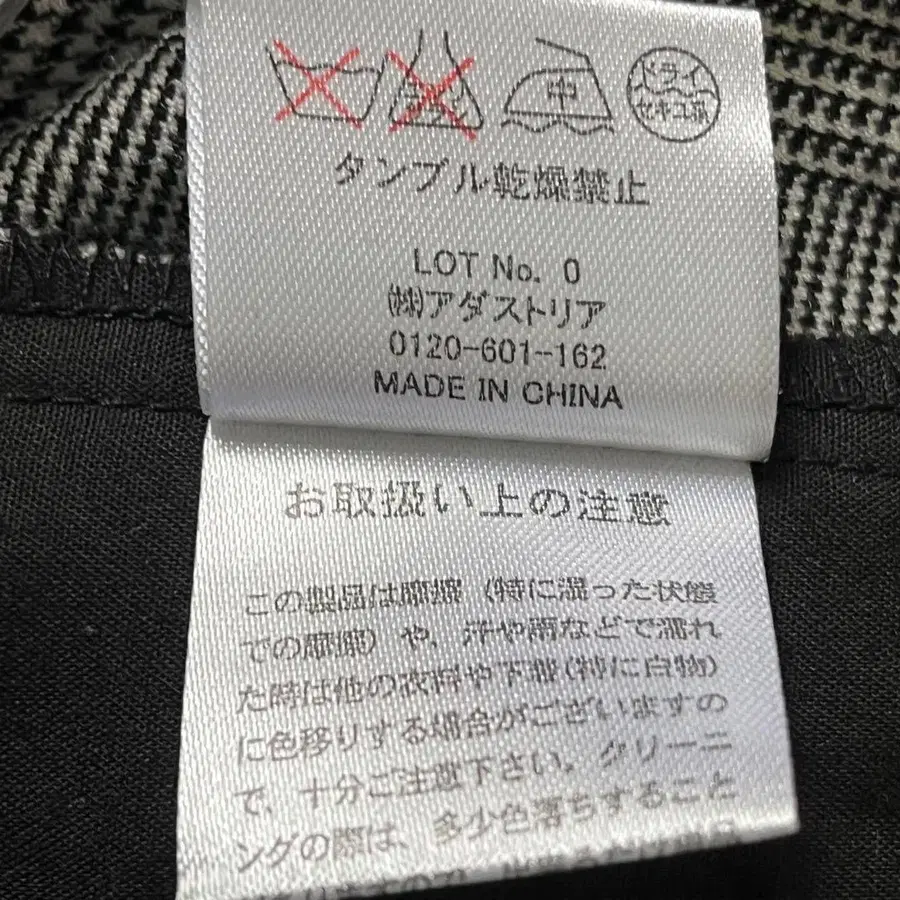 中
ドライ
セキユ系
タンブル乾燥禁止
LOT No. 0
㈱アダストリア
0120-601-162
MADE IN CHINA
お取扱い上の注意
この製品は摩擦（特に湿った状態
での摩擦）や、汗や雨などで濡れ
た時は他の衣料や下着(特に白物)
に色移りする場合がございますの
で、十分ご注意下さい。クリーニ
ングの際は、多少色落ちすること